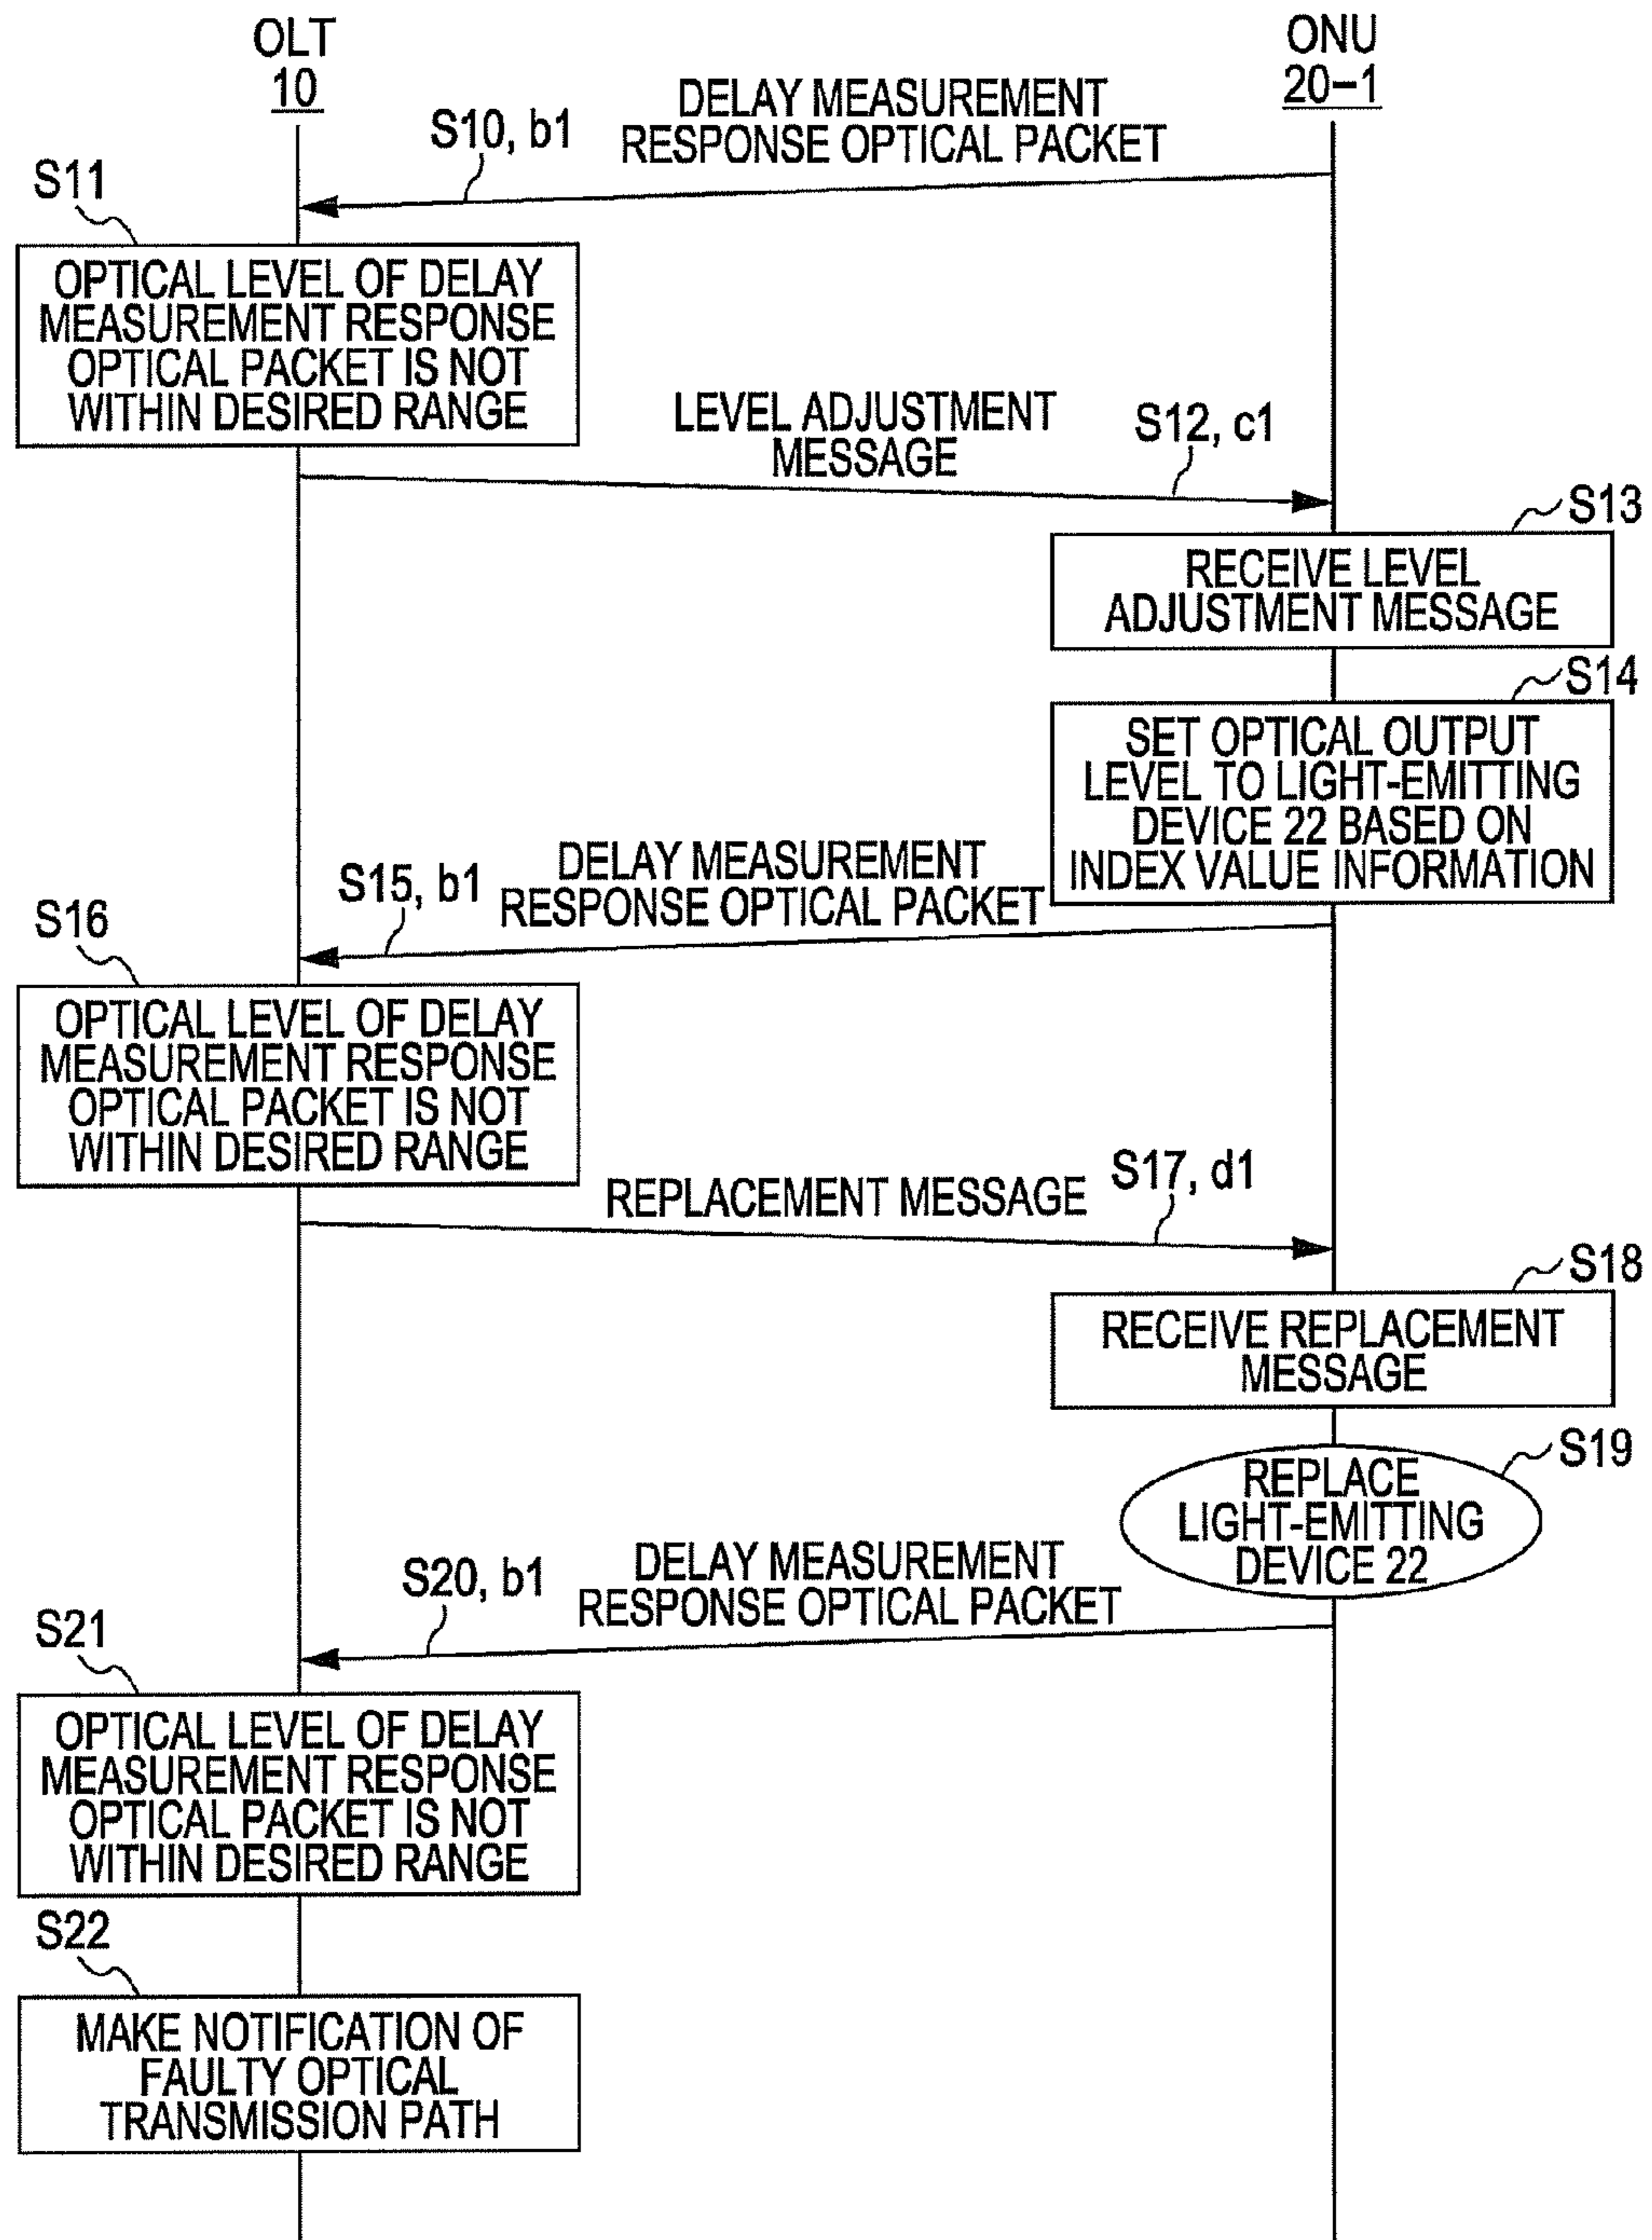 OLT
10
ONU
20-1
DELAY MEASUREMENT
RESPONSE OPTICAL PACKET
S10, b1
S11
OPTICAL LEVEL OF DELAY
MEASUREMENT RESPONSE
OPTICAL PACKET IS NOT
WITHIN DESIRED RANGE
LEVEL ADJUSTMENT
MESSAGE
S12, c1
S13
RECEIVE LEVEL
ADJUSTMENT MESSAGE
S14
SET OPTICAL OUTPUT
LEVEL TO LIGHT-EMITTING
DEVICE 22 BASED ON
INDEX VALUE INFORMATION
DELAY MEASUREMENT
RESPONSE OPTICAL PACKET
S15, b1
S16
OPTICAL LEVEL OF DELAY
MEASUREMENT RESPONSE
OPTICAL PACKET IS NOT
WITHIN DESIRED RANGE
REPLACEMENT MESSAGE
S17, d1
S18
RECEIVE REPLACEMENT
MESSAGE
S19
REPLACE
LIGHT-EMITTING
DEVICE 22
DELAY MEASUREMENT
RESPONSE OPTICAL PACKET
S20, b1
S21
OPTICAL LEVEL OF DELAY
MEASUREMENT RESPONSE
OPTICAL PACKET IS NOT
WITHIN DESIRED RANGE
S22
MAKE NOTIFICATION OF
FAULTY OPTICAL
TRANSMISSION PATH